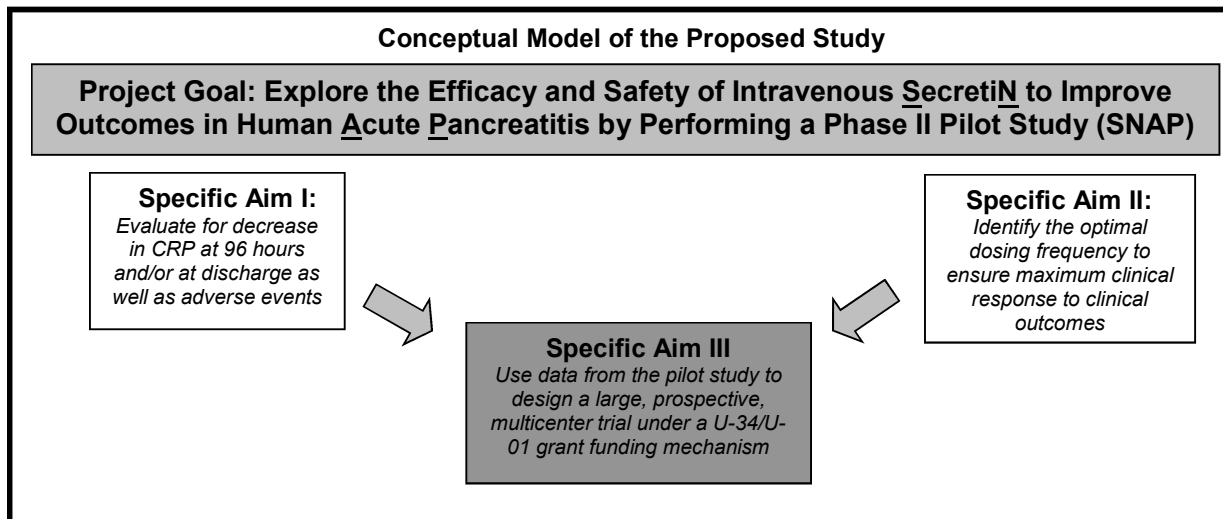 Conceptual Model of the Proposed Study
Project Goal: Explore the Efficacy and Safety of Intravenous SecretiN to Improve
Outcomes in Human Acute Pancreatitis by Performing a Phase II Pilot Study (SNAP)
Specific Aim I:
Evaluate for decrease
in CRP at 96 hours
and/or at discharge as
well as adverse events
Specific Aim II:
Identify the optimal
dosing frequency to
ensure maximum clinical
response to clinical
outcomes
Specific Aim III
Use data from the pilot study to
design a large, prospective,
multicenter trial under a U-34/U-
01 grant funding mechanism